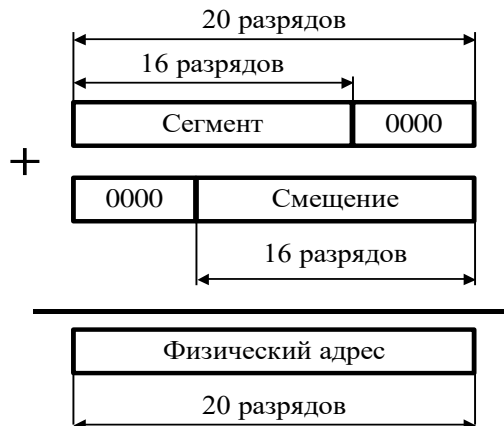 20 разрядов
16 разрядов
Сегмент 0000
+
0000 Смещение
16 разрядов
Физический адрес
20 разрядов